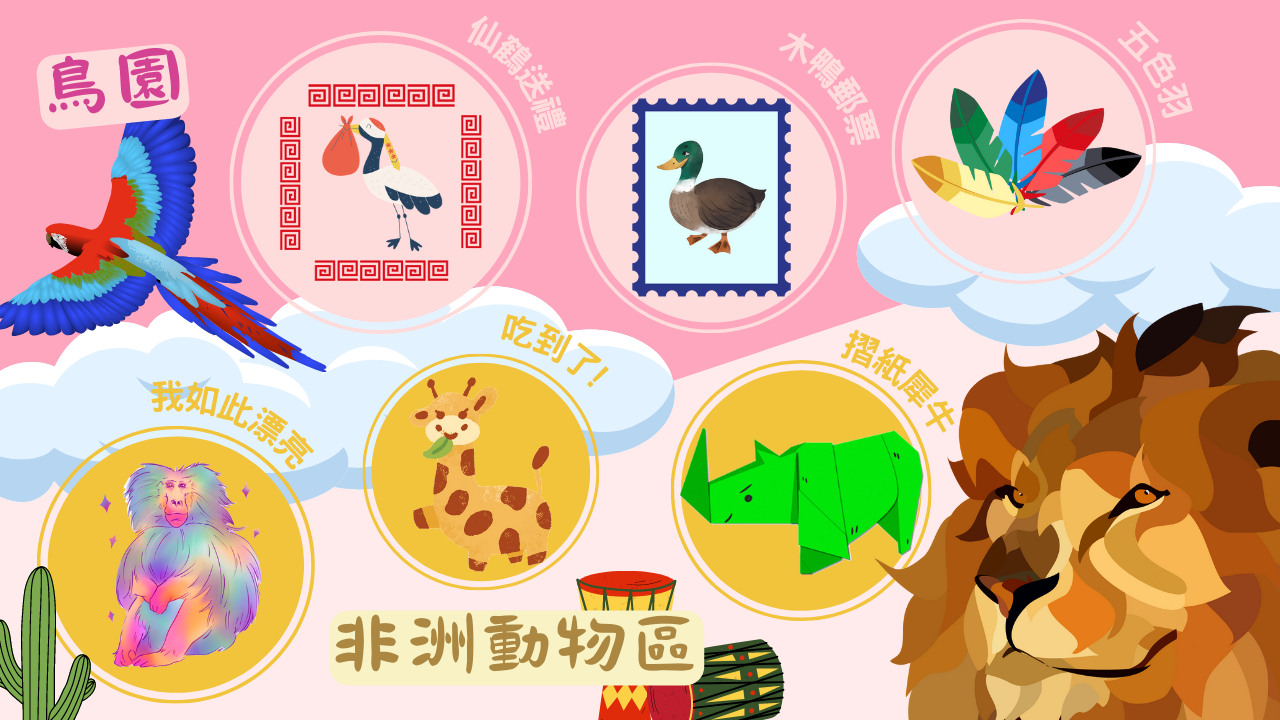 鳥園
仙鶴送禮
木鴨郵票
五色羽
我如此漂亮
吃到了!
摺紙犀牛
非洲動物區